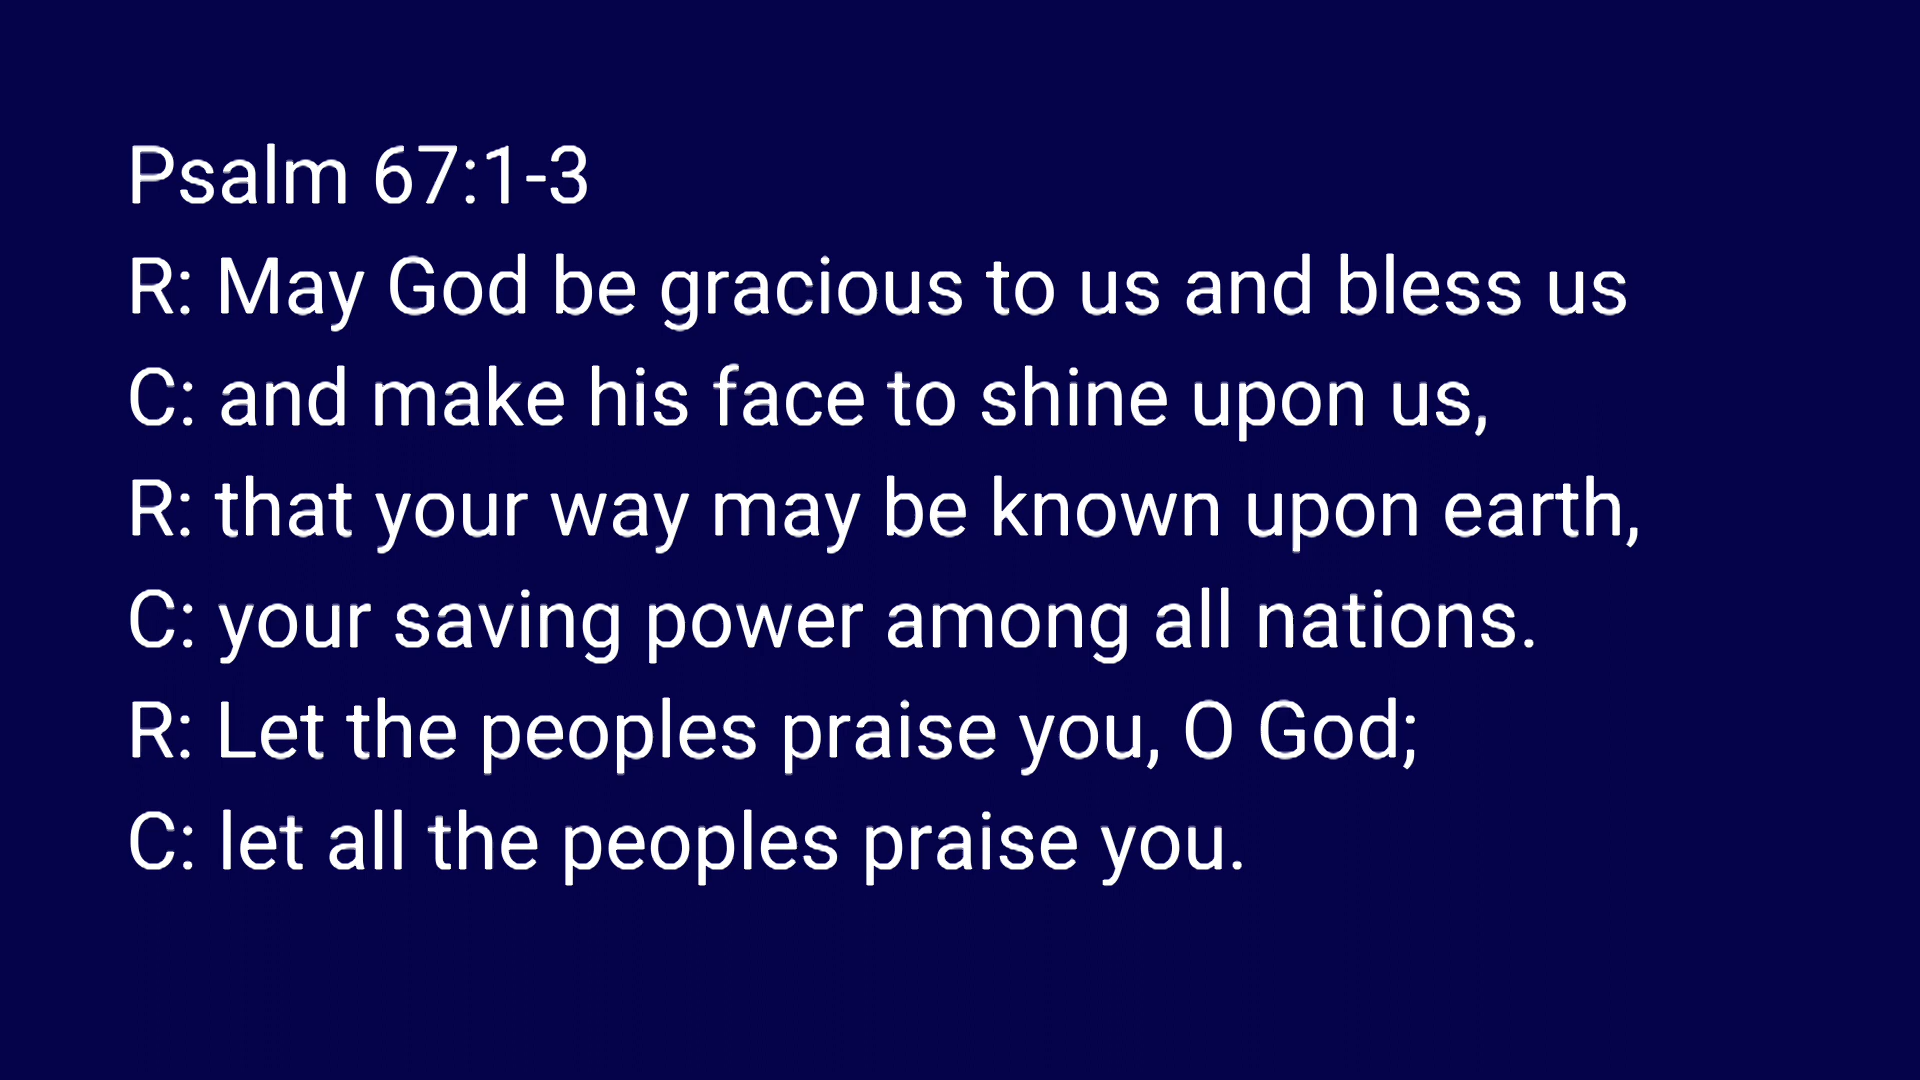 Psalm 67:1-3
R: May God be gracious to us and bless us
C: and make his face to shine upon us,
R: that your way may be known upon earth,
C: your saving power among all nations.
R: Let the peoples praise you, O God;
C: let all the peoples praise you.